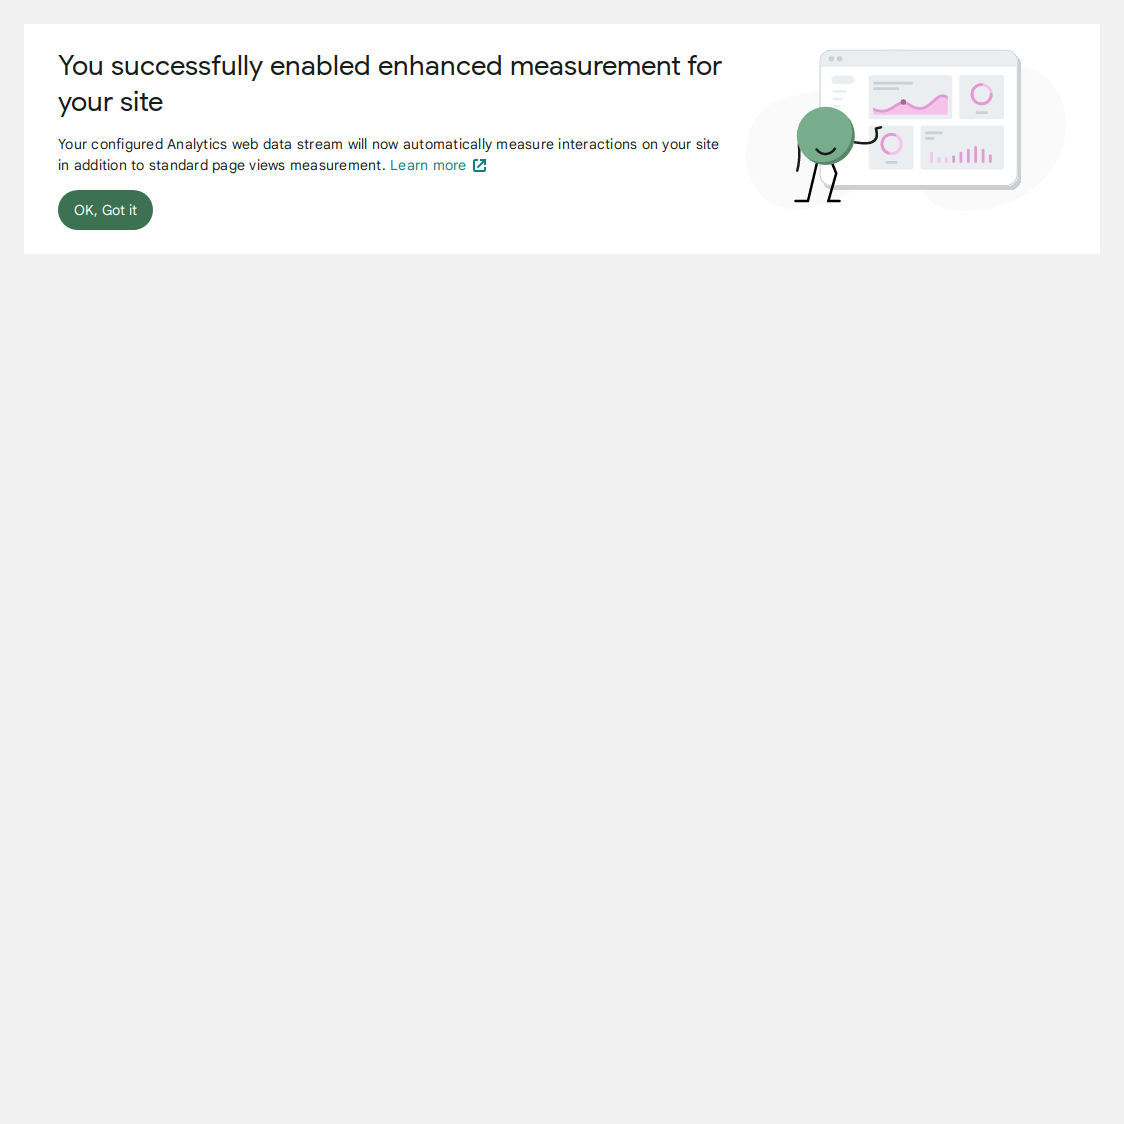 You successfully enabled enhanced measurement for
your site
Your configured Analytics web data stream will now automatically measure interactions on your site
in addition to standard page views measurement. Learn more
OK, Got it